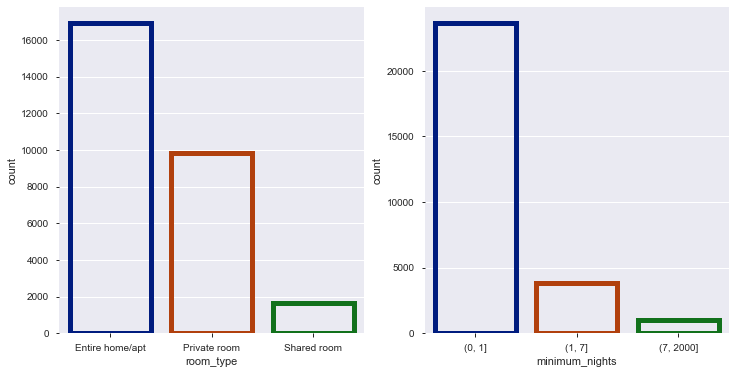 16000
14000
12000
10000
8000
6000
4000
2000
0
count
Entire home/apt Private room Shared room
room_type
20000
15000
10000
5000
0
count
(0, 1] (1, 7] (7, 2000]
minimum_nights